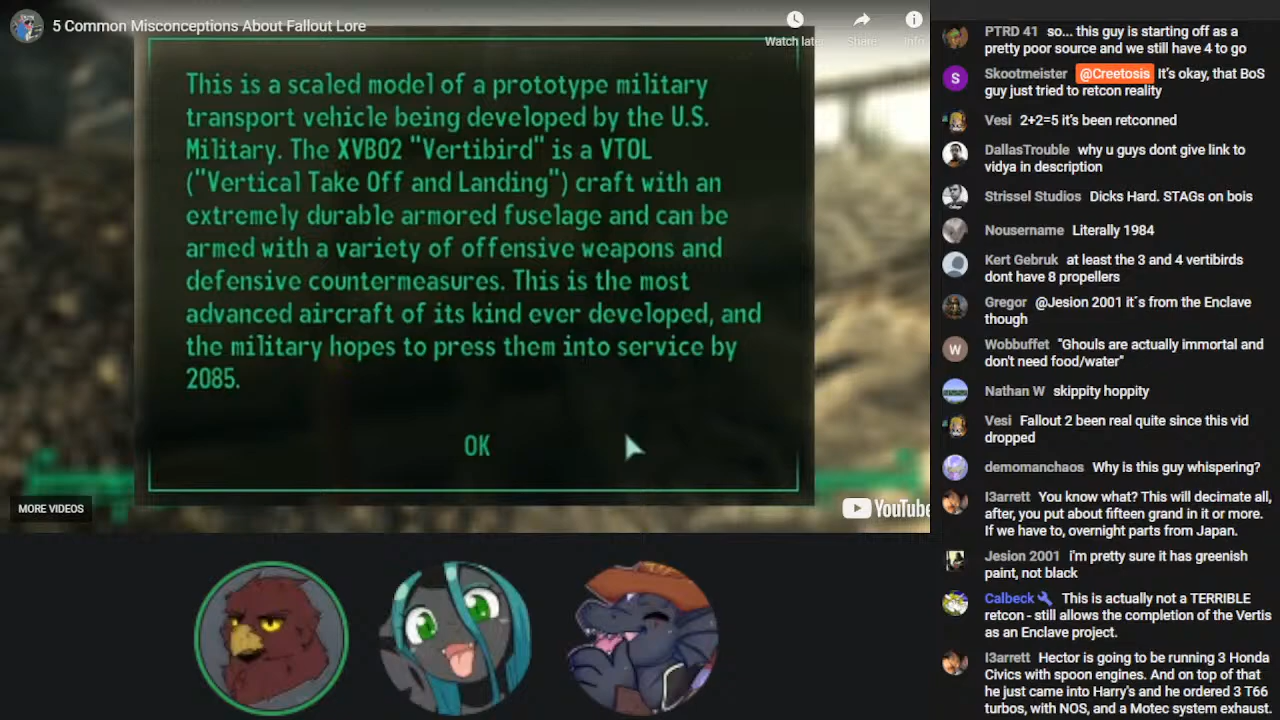 5 Common Misconceptions About Fallout Lore
Watch later
Share
Info
This is a scaled model of a prototype military
transport vehicle being developed by the U.S.
Military. The XVB02 "Vertibird" is a VTOL
("Vertical Take Off and Landing") craft with an
extremely durable armored fuselage and can be
armed with a variety of offensive weapons and
defensive countermeasures. This is the most
advanced aircraft of its kind ever developed, and
the military hopes to press them into service by
2085.
OK
MORE VIDEOS
YouTube
PTRD 41 so... this guy is starting off as a
pretty poor source and we still have 4 to go
S
Skootmeister @Creetosis It's okay, that BoS
guy just tried to retcon reality
Vesi 2+2=5 it's been retconned
DallasTrouble why u guys dont give link to
vidya in description
Strissel Studios Dicks Hard. STAGs on bois
Nousername Literally 1984
Kert Gebruk at least the 3 and 4 vertibirds
dont have 8 propellers
Gregor @Jesion 2001 it´s from the Enclave
though
W
Wobbuffet "Ghouls are actually immortal and
don't need food/water"
Nathan W skippity hoppity
Vesi Fallout 2 been real quite since this vid
dropped
demomanchaos Why is this guy whispering?
I3arrett You know what? This will decimate all,
after, you put about fifteen grand in it or more.
If we have to, overnight parts from Japan.
Jesion 2001 i'm pretty sure it has greenish
paint, not black
Calbeck This is actually not a TERRIBLE
retcon - still allows the completion of the Vertis
as an Enclave project.
I3arrett Hector is going to be running 3 Honda
Civics with spoon engines. And on top of that
he just came into Harry's and he ordered 3 T66
turbos, with NOS, and a Motec system exhaust.